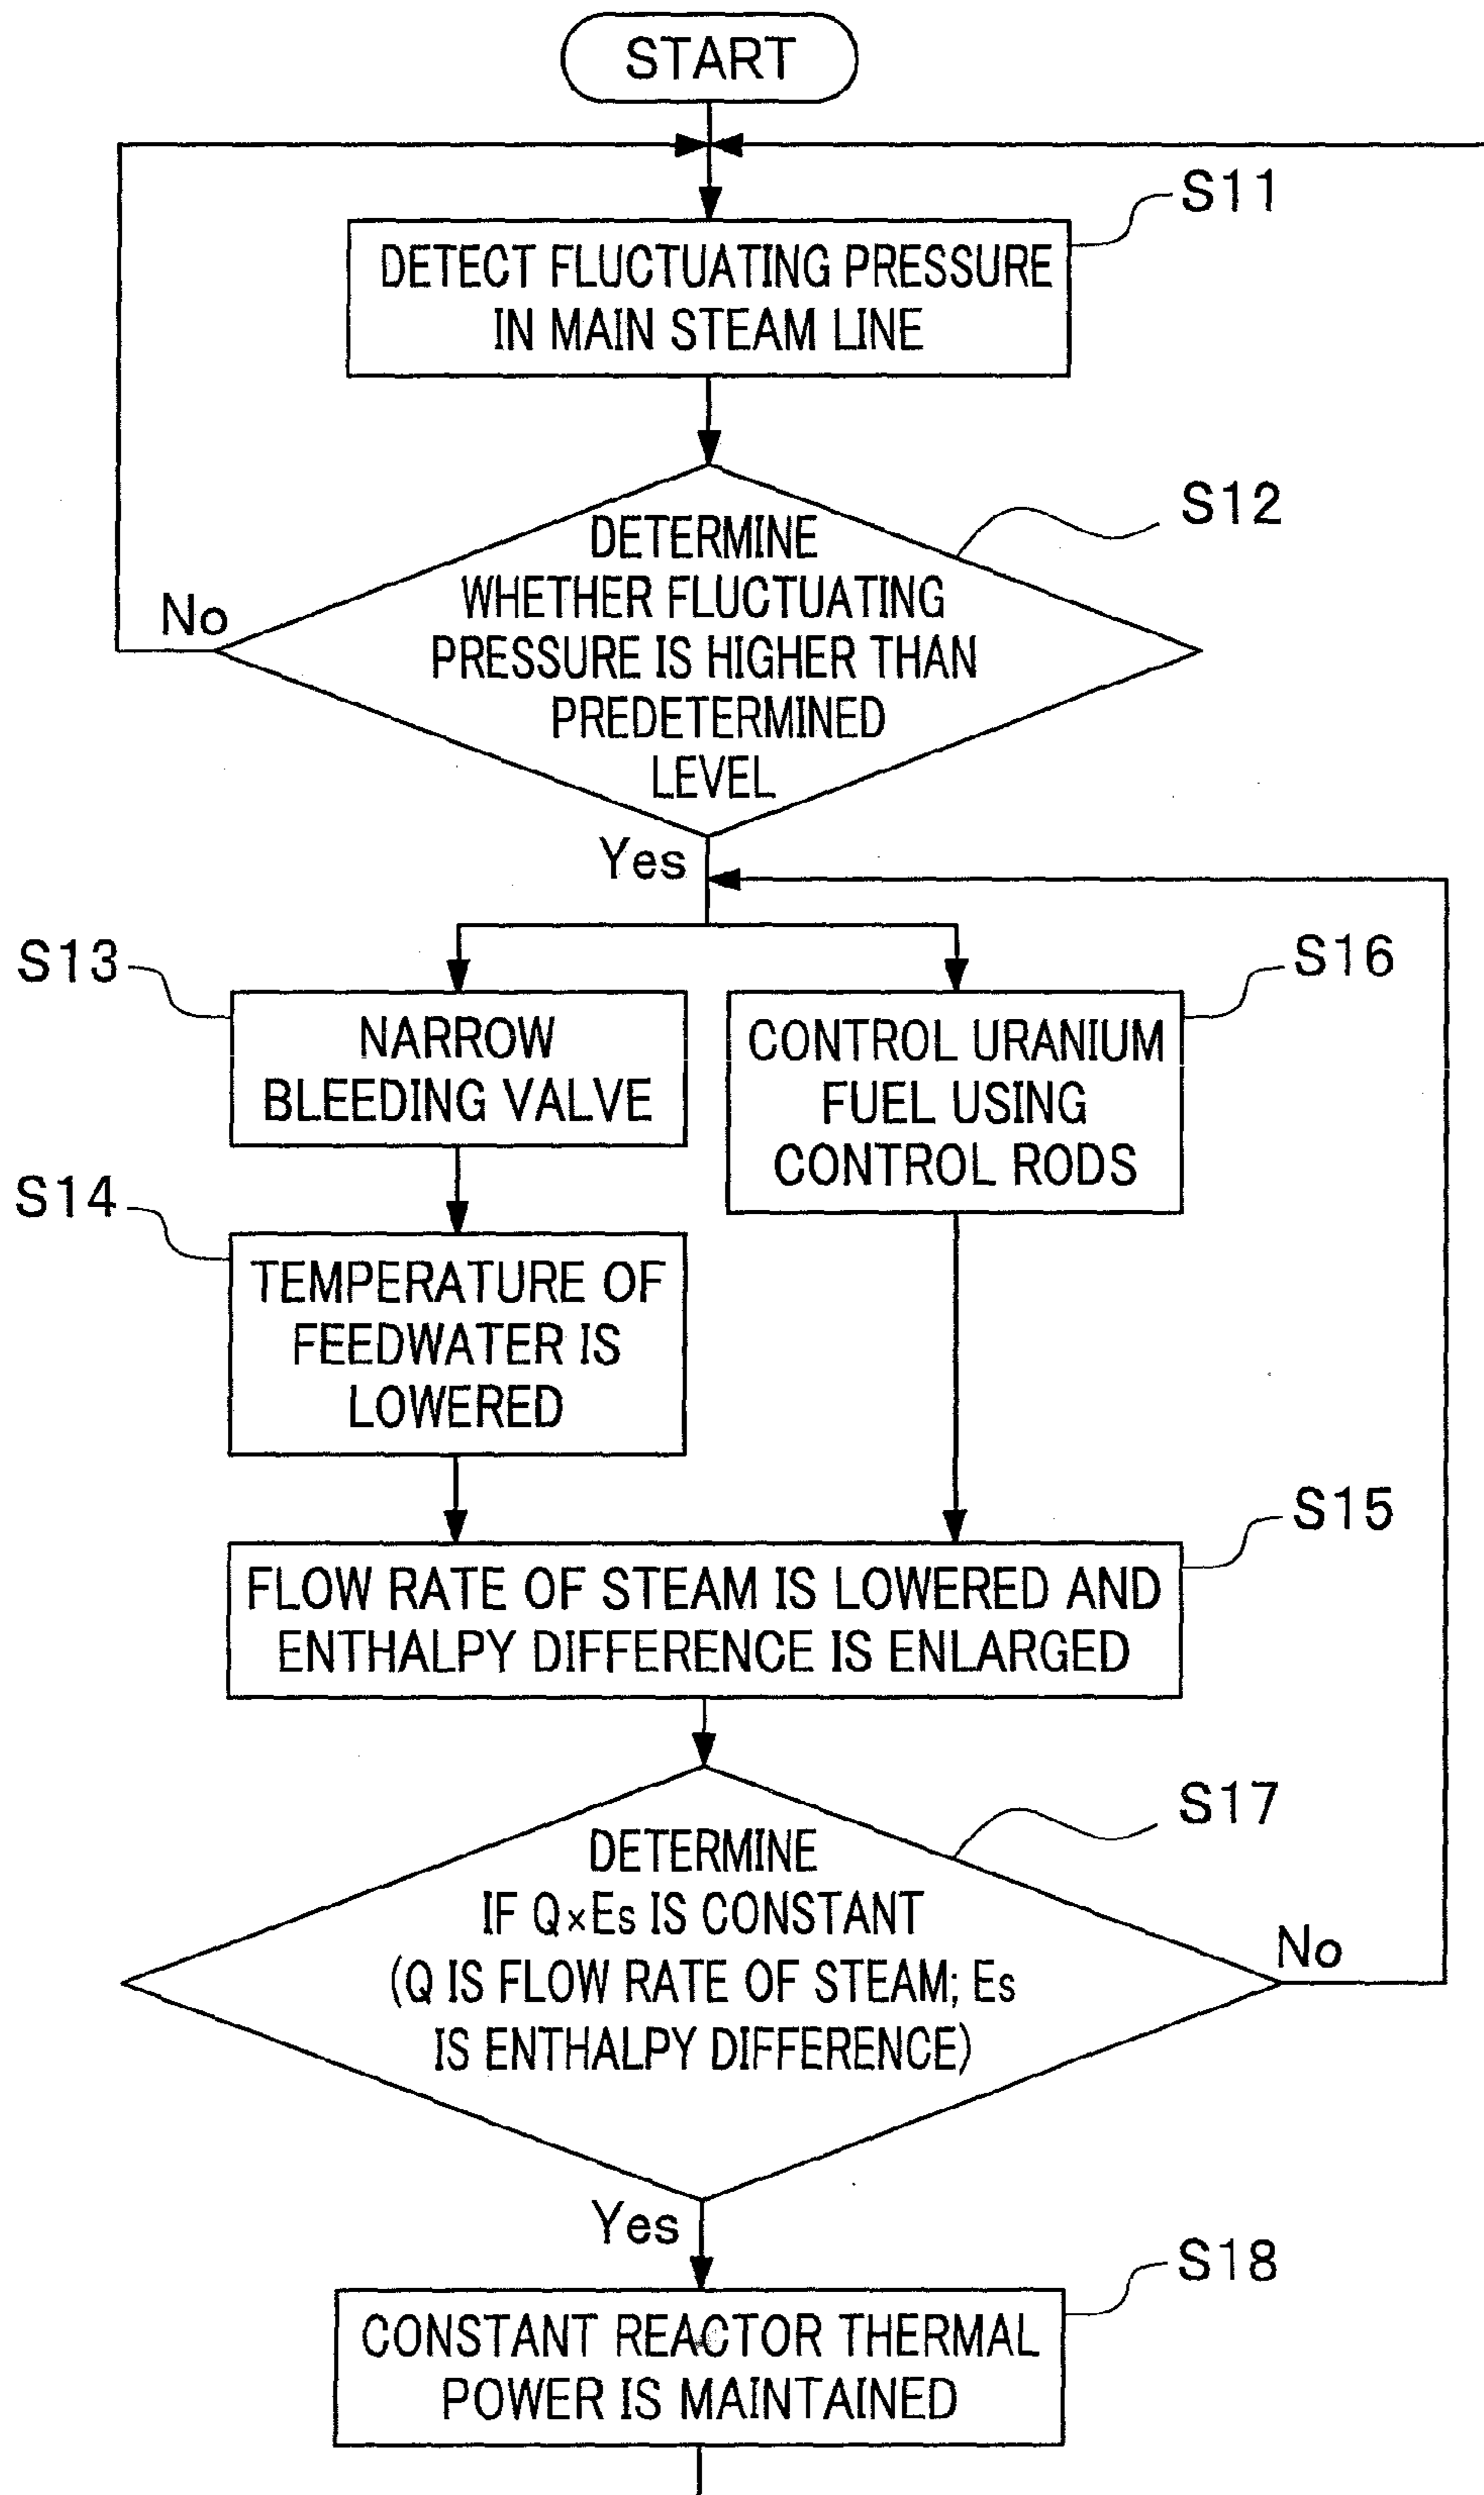 START
S11
DETECT FLUCTUATING PRESSURE
IN MAIN STEAM LINE
S12
DETERMINE
WHETHER FLUCTUATING
PRESSURE IS HIGHER THAN
PREDETERMINED
LEVEL
No
Yes
S13
NARROW
BLEEDING VALVE
S16
CONTROL URANIUM
FUEL USING
CONTROL RODS
S14
TEMPERATURE OF
FEEDWATER IS
LOWERED
S15
FLOW RATE OF STEAM IS LOWERED AND
ENTHALPY DIFFERENCE IS ENLARGED
S17
DETERMINE
IF Q×Es IS CONSTANT
(Q IS FLOW RATE OF STEAM; Es
IS ENTHALPY DIFFERENCE)
No
Yes
S18
CONSTANT REACTOR THERMAL
POWER IS MAINTAINED